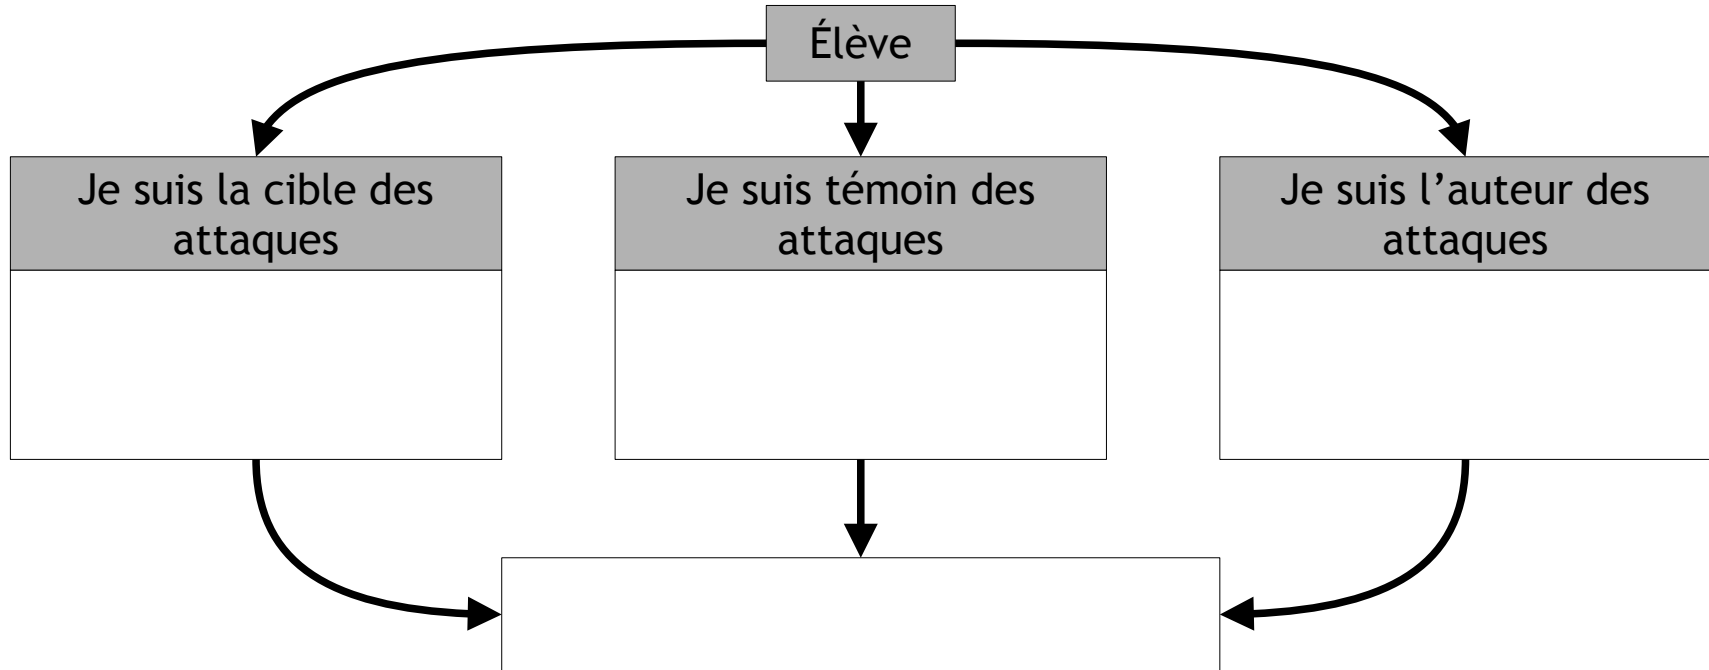 Élève
Je suis la cible des
attaques
Je suis témoin des
attaques
Je suis l’auteur des
attaques